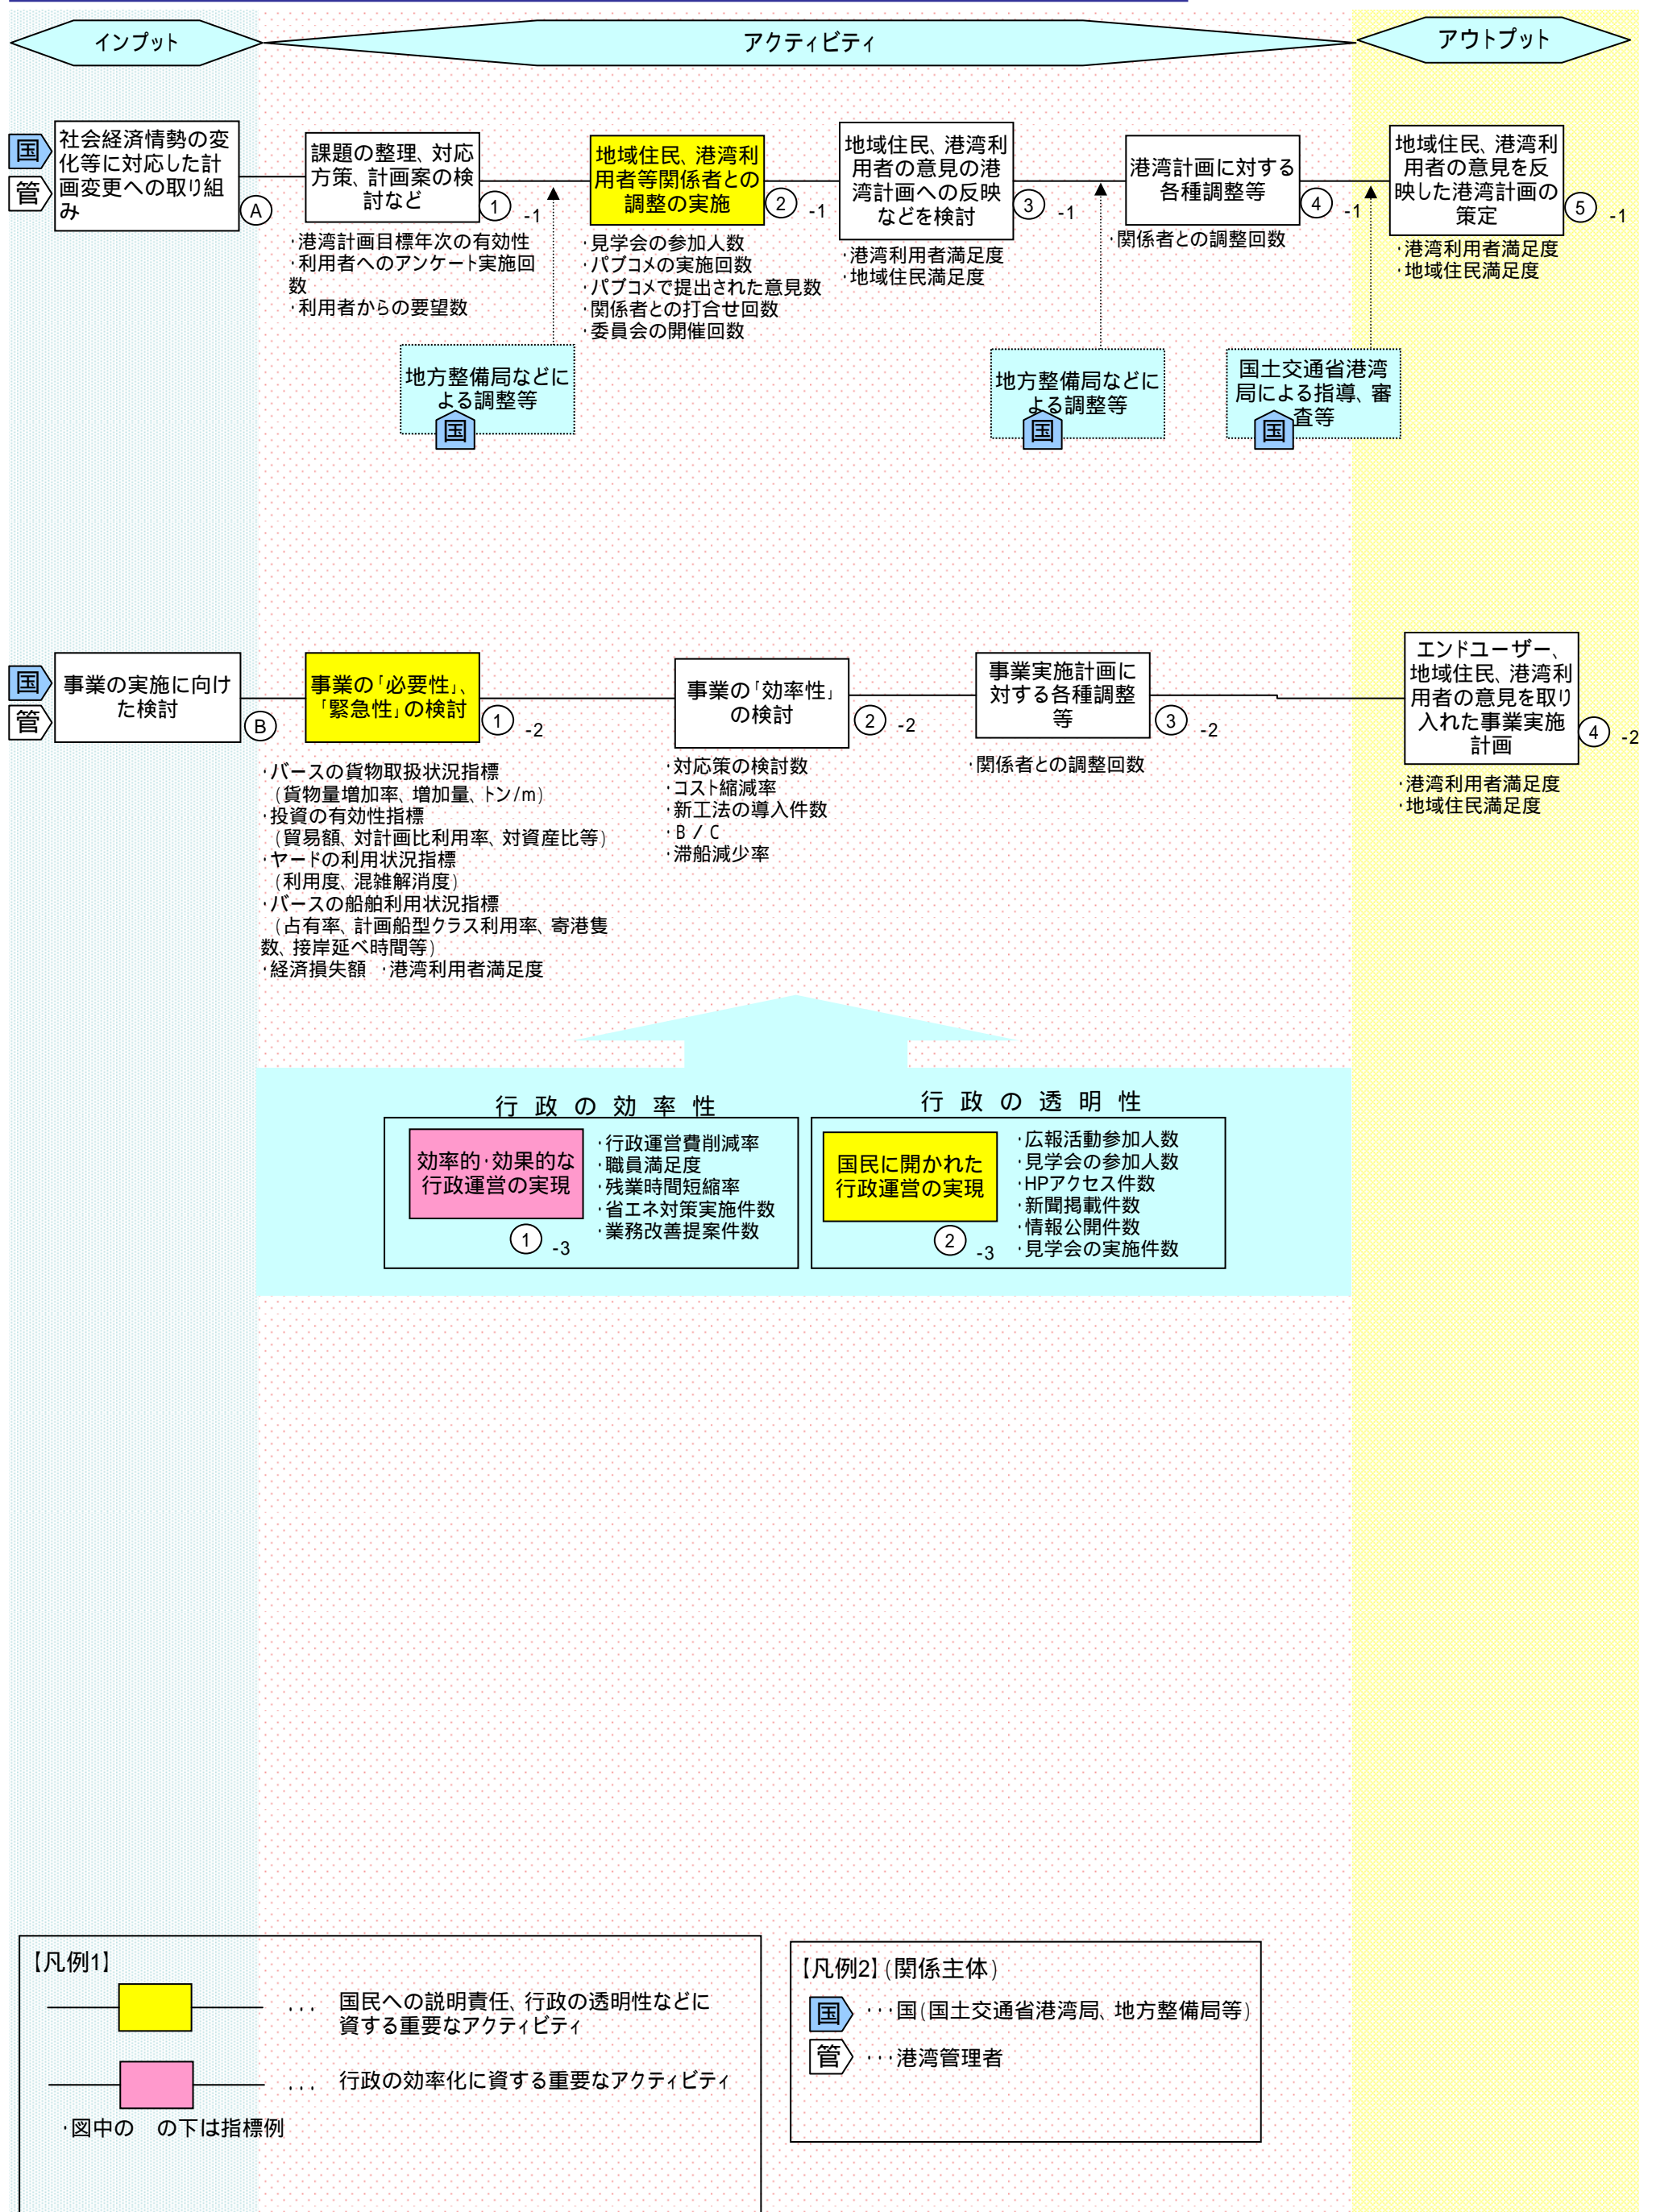 インプット
アクティビティ
アウトプット
国
管
社会経済情勢の変
化等に対応した計
画変更への取り組
み
A
課題の整理、対応
方策、計画案の検
討など
1 -1
・港湾計画目標年次の有効性
・利用者へのアンケート実施回
数
・利用者からの要望数
地域住民、港湾利
用者等関係者との
調整の実施
2 -1
・見学会の参加人数
・パブコメの実施回数
・パブコメで提出された意見数
・関係者との打合せ回数
・委員会の開催回数
地域住民、港湾利
用者の意見の港
湾計画への反映
などを検討
3 -1
・港湾利用者満足度
・地域住民満足度
港湾計画に対する
各種調整等
4 -1
・関係者との調整回数
地域住民、港湾利
用者の意見を反
映した港湾計画の
策定
5 -1
・港湾利用者満足度
・地域住民満足度
地方整備局などに
よる調整等
国
地方整備局などに
よる調整等
国
国土交通省港湾
局による指導、審
査等
国
国
管
事業の実施に向け
た検討
B
事業の「必要性」、
「緊急性」の検討
1 -2
・バースの貨物取扱状況指標
(貨物量増加率、増加量、トン/m)
・投資の有効性指標
(貿易額、対計画比利用率、対資産比等)
・ヤードの利用状況指標
(利用度、混雑解消度)
・バースの船舶利用状況指標
(占有率、計画船型クラス利用率、寄港隻
数、接岸延べ時間等)
・経済損失額 ・港湾利用者満足度
事業の「効率性」
の検討
2 -2
・対応策の検討数
・コスト縮減率
・新工法の導入件数
・B/C
・滞船減少率
事業実施計画に
対する各種調整
等
3 -2
・関係者との調整回数
エンドユーザー、
地域住民、港湾利
用者の意見を取り
入れた事業実施
計画
4 -2
・港湾利用者満足度
・地域住民満足度
行政の効率性
効率的・効果的な
行政運営の実現
1 -3
・行政運営費削減率
・職員満足度
・残業時間短縮率
・省エネ対策実施件数
・業務改善提案件数
行政の透明性
国民に開かれた
行政運営の実現
2 -3
・広報活動参加人数
・見学会の参加人数
・HPアクセス件数
・新聞掲載件数
・情報公開件数
・見学会の実施件数
【凡例1】
... 国民への説明責任、行政の透明性などに
資する重要なアクティビティ
... 行政の効率化に資する重要なアクティビティ
・図中の の下は指標例
【凡例2】(関係主体)
国 ・・・国(国土交通省港湾局、地方整備局等)
管 ・・・港湾管理者